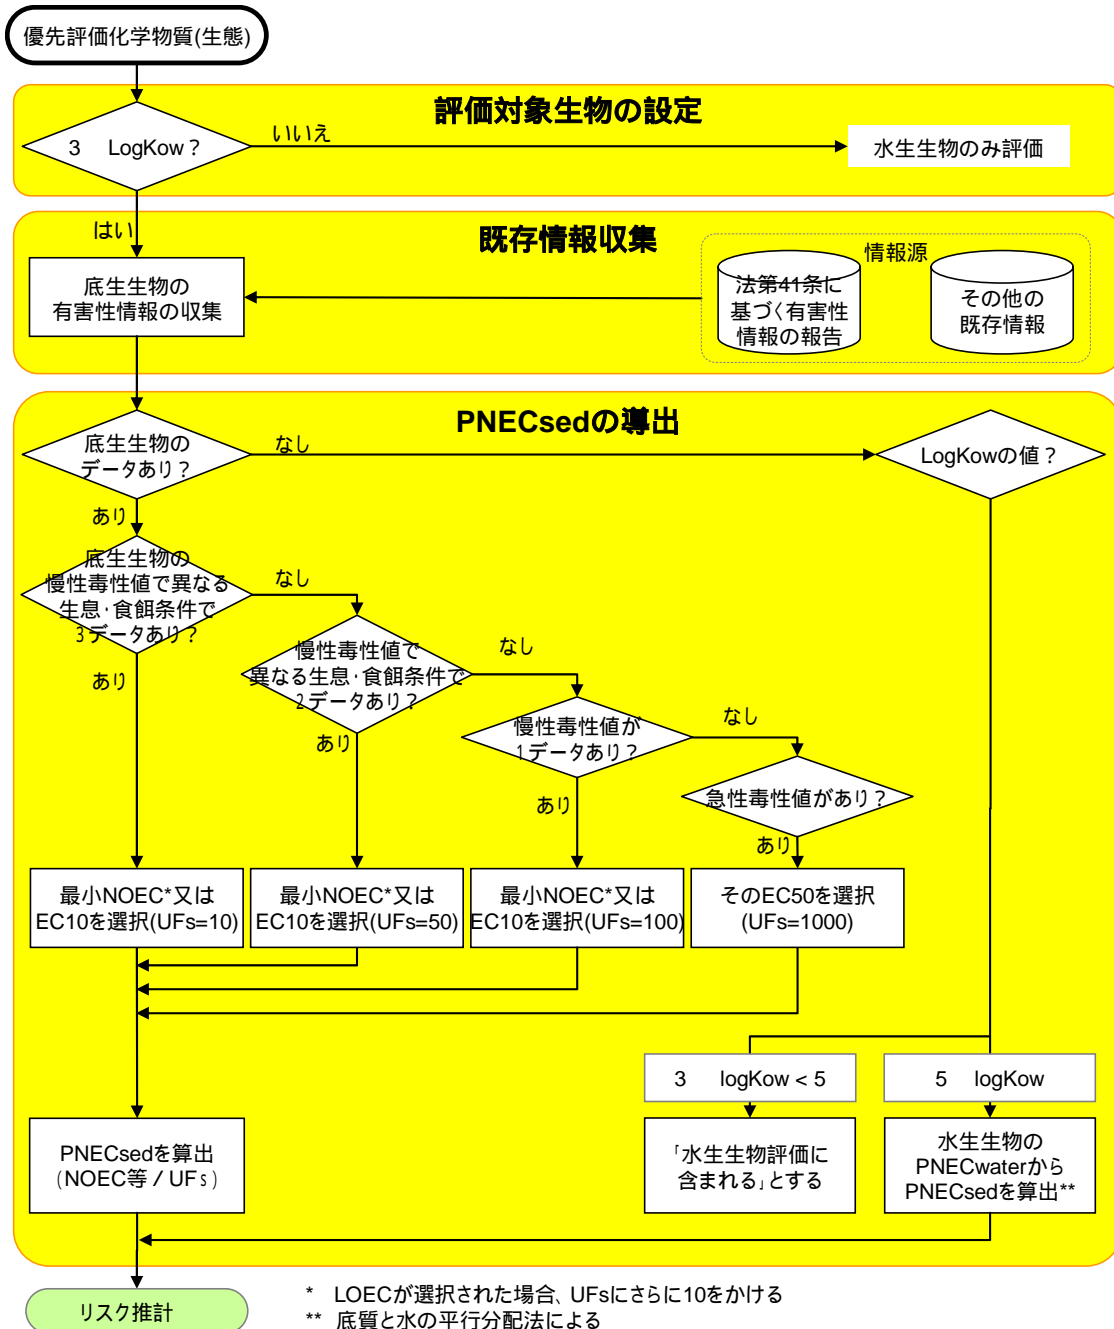 優先評価化学物質(生態)
評価対象生物の設定
3 LogKow？
いいえ
水生生物のみ評価
はい
既存情報収集
底生生物の
有害性情報の収集
情報源
法第41条に
基づく有害性
情報の報告
その他の
既存情報
PNECsedの導出
底生生物の
データあり？
なし
LogKowの値？
あり
底生生物の
慢性毒性値で異なる
生息･食餌条件で
3データあり？
なし
あり
慢性毒性値で
異なる生息･食餌条件で
2データあり？
なし
あり
慢性毒性値が
1データあり？
なし
あり
急性毒性値があり？
あり
最小NOEC*又は
EC10を選択(UFs=10)
最小NOEC*又は
EC10を選択(UFs=50)
最小NOEC*又は
EC10を選択(UFs=100)
そのEC50を選択
(UFs=1000)
3 logKow < 5
5 logKow
PNECsedを算出
(NOEC等／UFs)
｢水生生物評価に
含まれる｣とする
水生生物の
PNECwaterから
PNECsedを算出**
リスク推計
* LOECが選択された場合、UFsにさらに10をかける
** 底質と水の平行分配法による